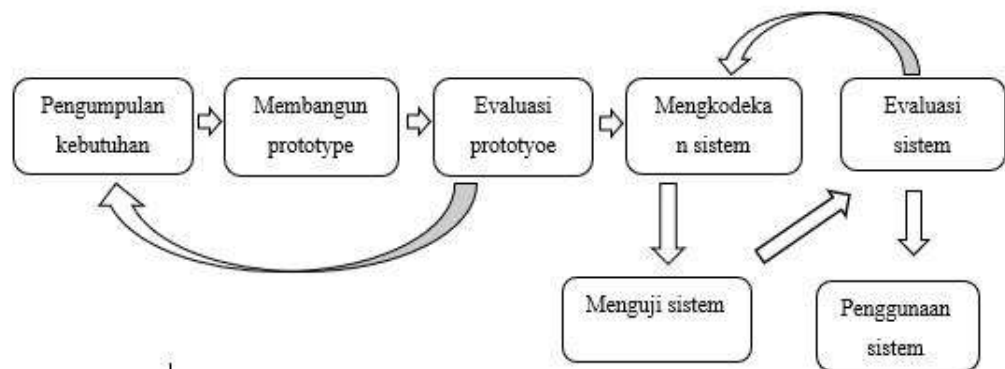 Pengumpulan
kebutuhan
Membangun
prototype
Evaluasi
prototyoe
Mengkodeka
n sistem
Evaluasi
sistem
Menguji sistem
Penggunaan
sistem